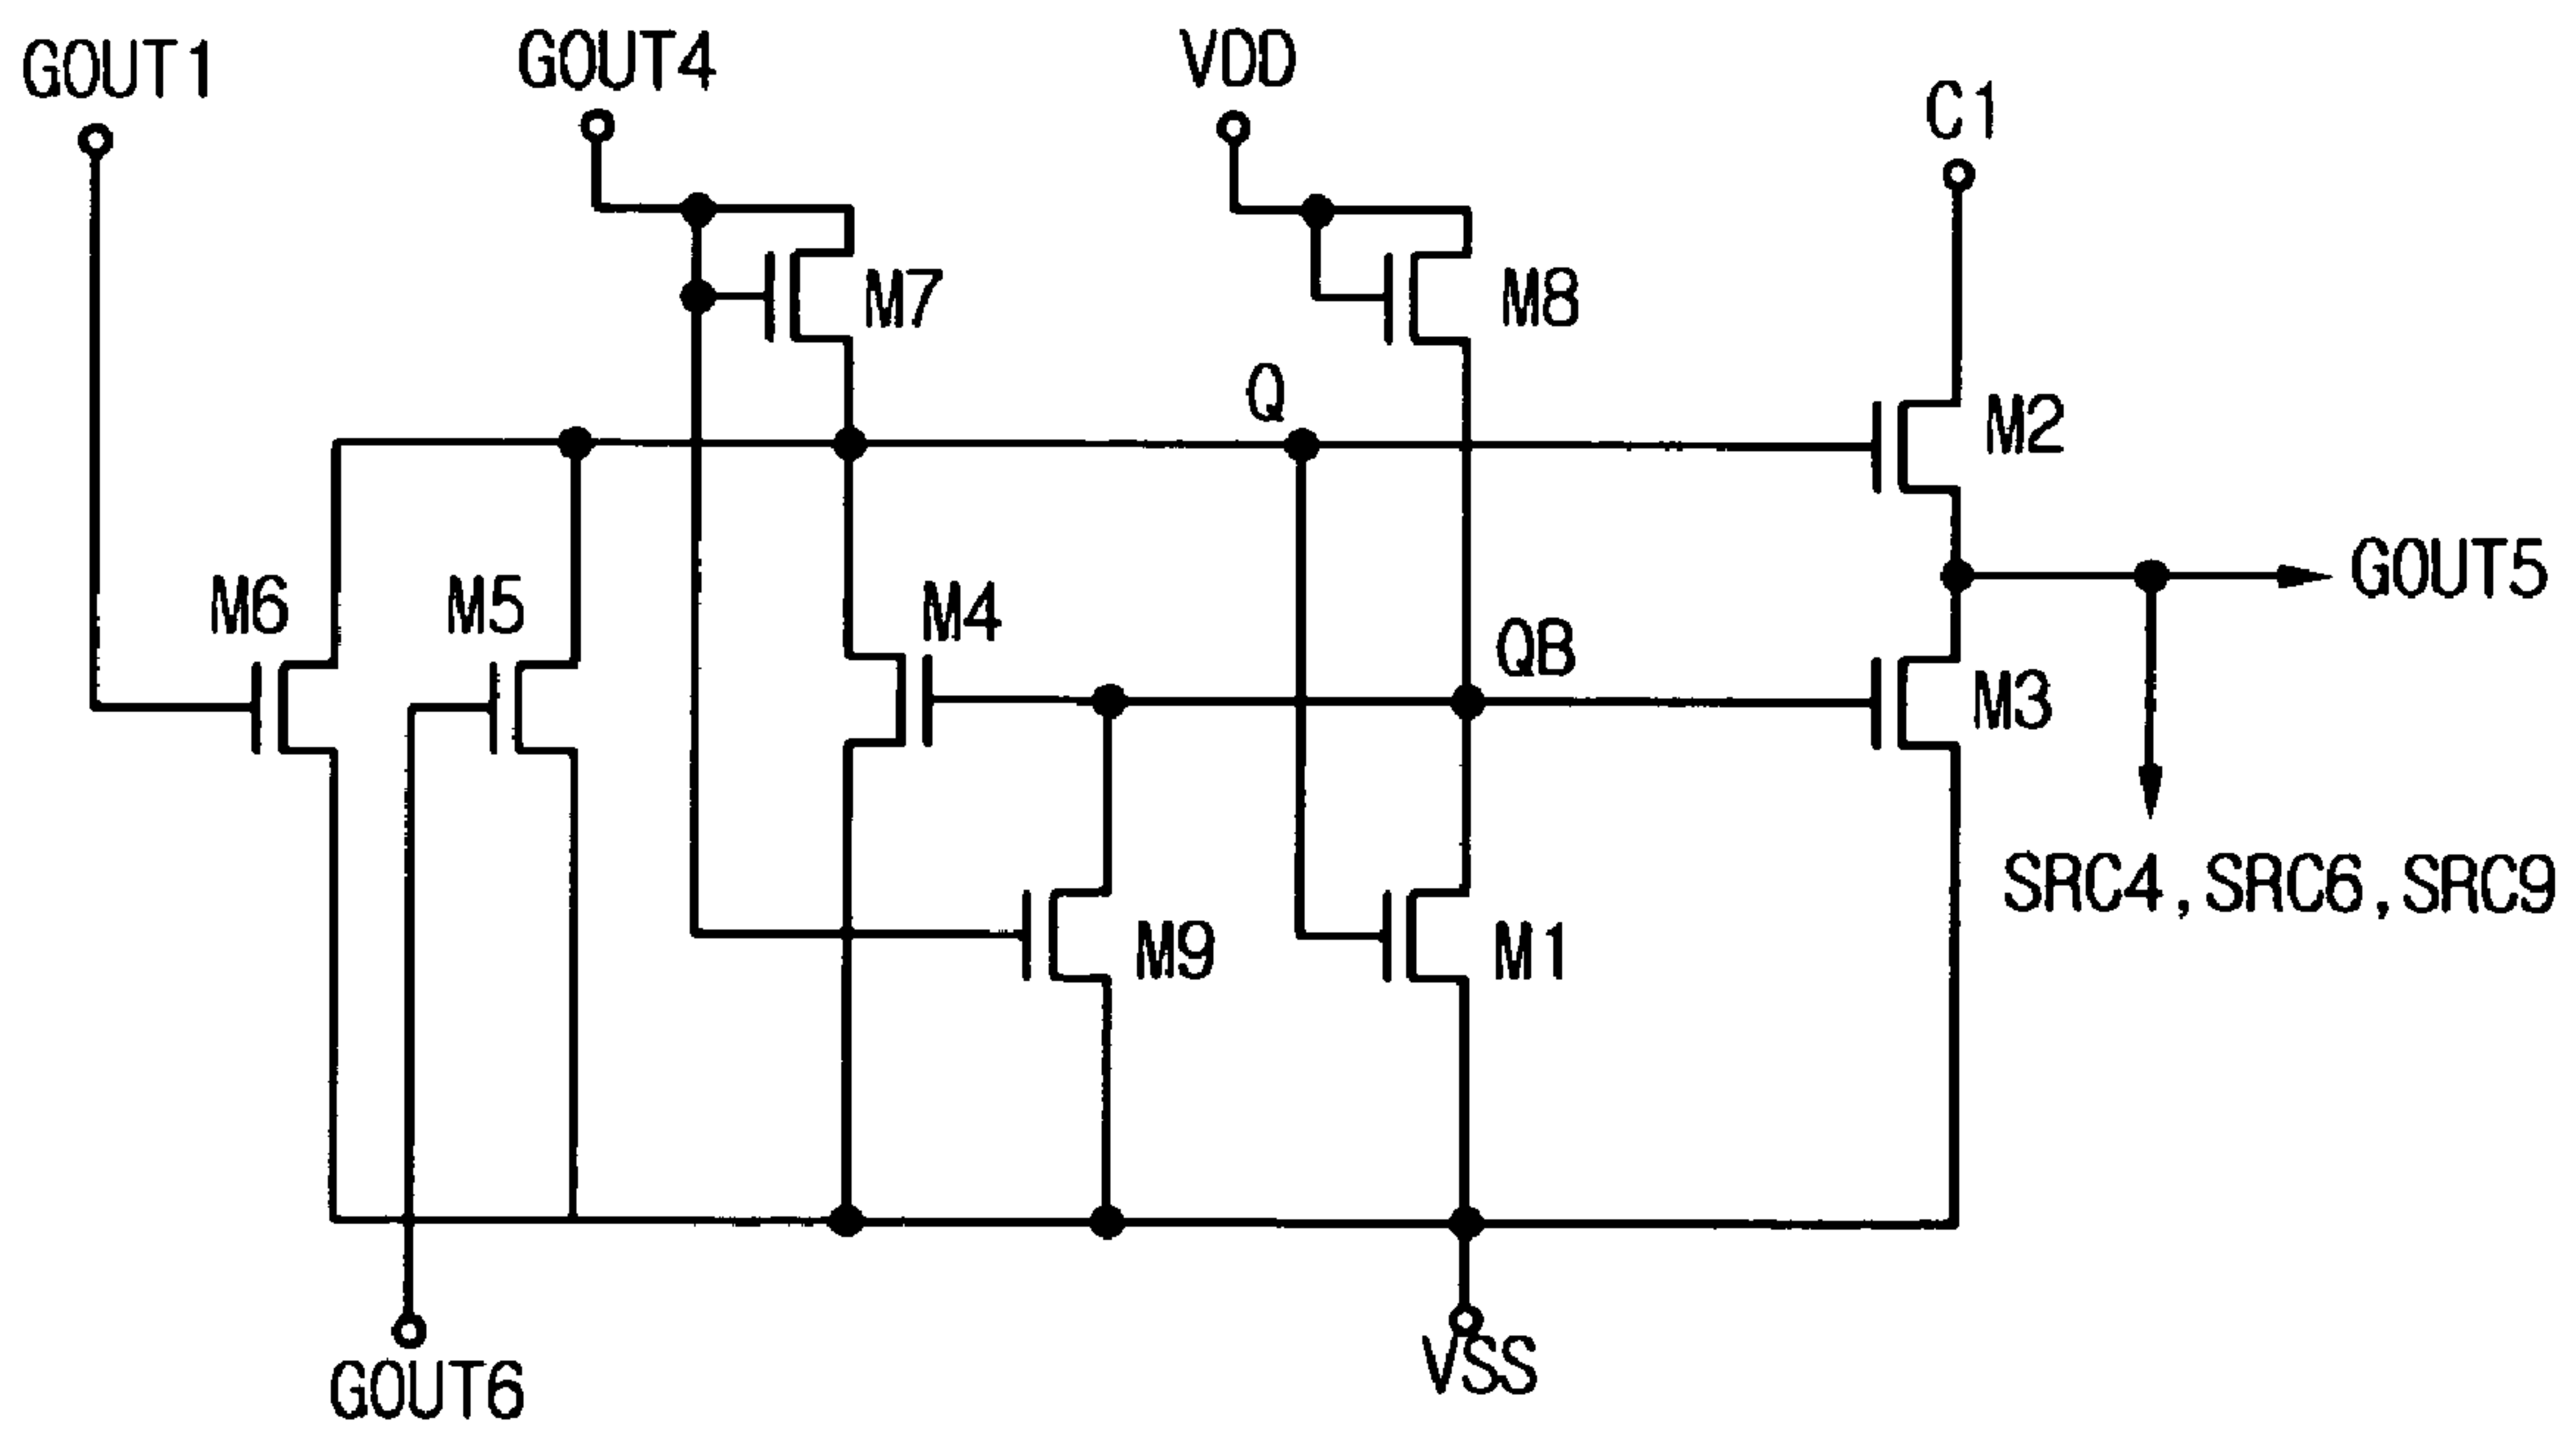 GOUT1
GOUT4
VDD
C1
M7
M8
Q
M2
GOUT5
M6
M5
M4
QB
M3
SRC4,SRC6,SRC9
M9
M1
VSS
GOUT6